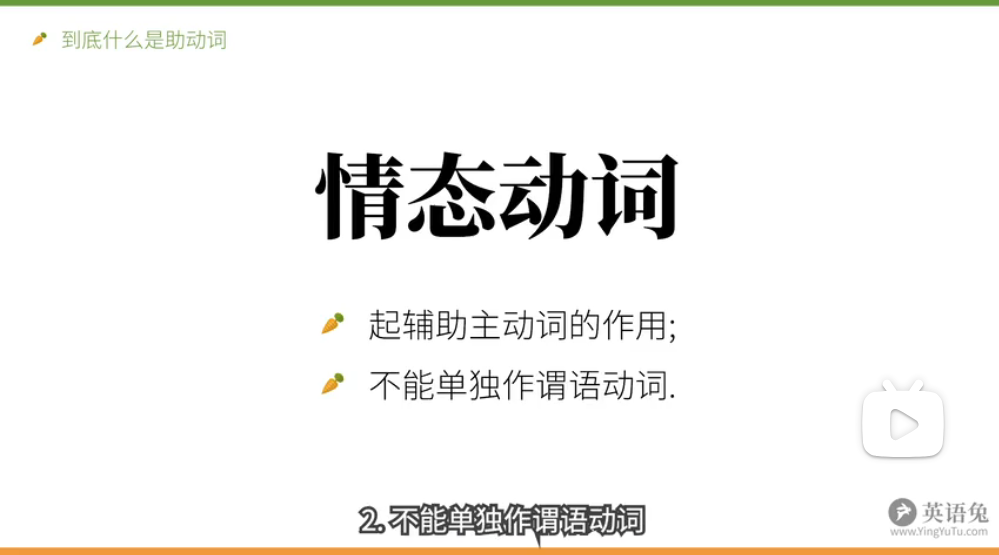 到底什么是助动词
情态动词
起辅助主动词的作用;
不能单独作谓语动词.
2. 不能单独作谓语动词
英语兔
www.YingYuTu.com